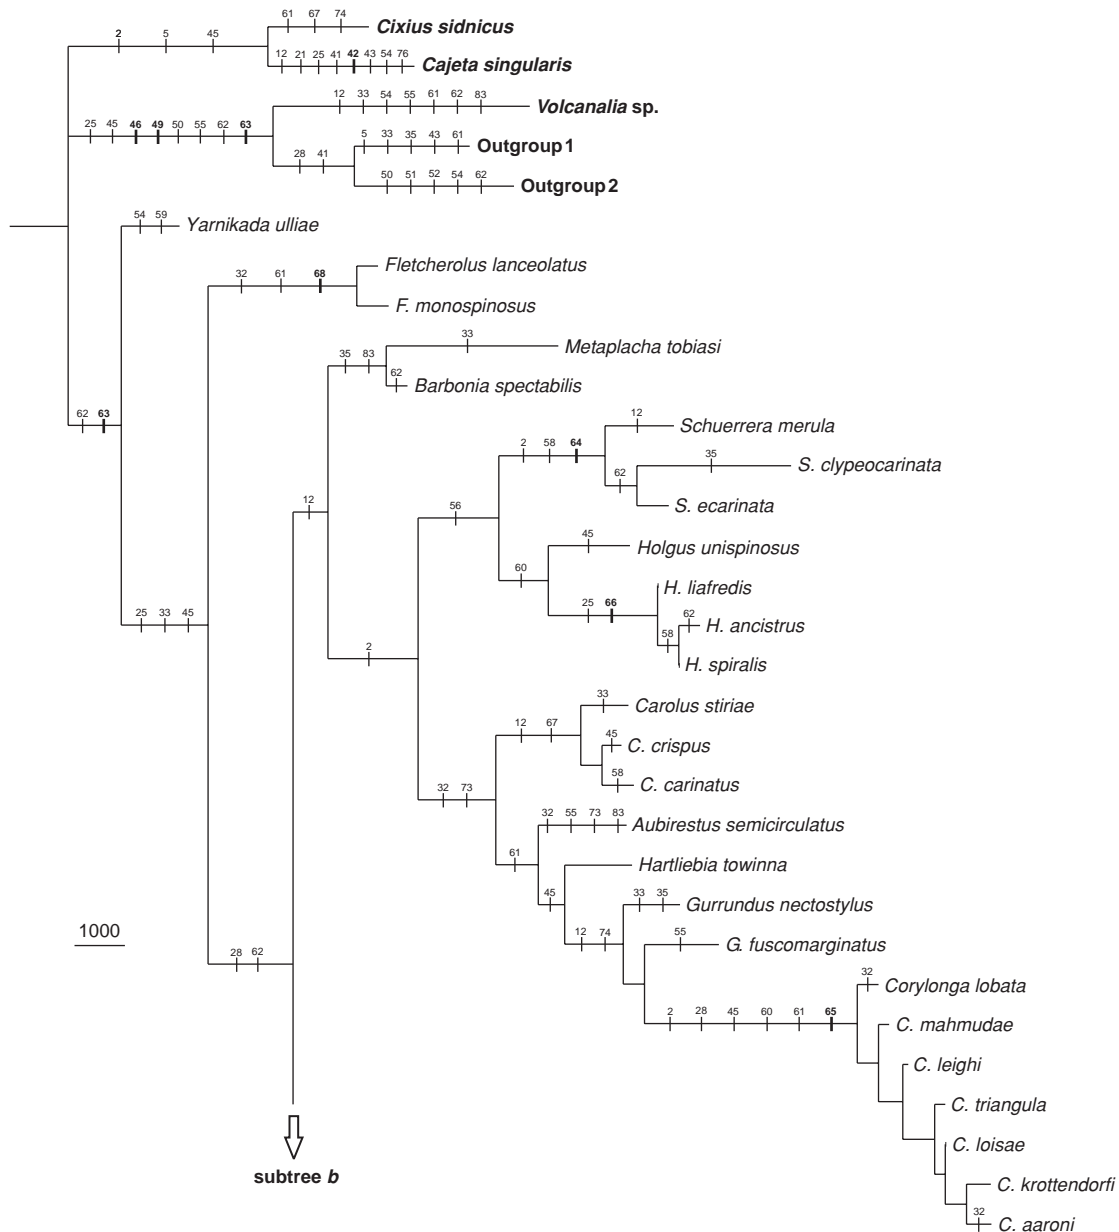 61 67 74
Cixius sidnicus
2 5 45
12 21 25 41 42 43 54 76
Cajeta singularis
12 33 54 55 61 62 83
Volcanalia sp.
25 45 46 49 50 55 62 63
5 33 35 43 61
Outgroup 1
28 41
50 51 52 54 62
Outgroup 2
54 59
Yarnikada ulliae
Fletcherolus lanceolatus
32 61 68
F. monospinosus
33
Metaplacha tobiasi
35 83
62
Barbonia spectabilis
62 63
12
Schuerrera merula
2 58 64
35
S. clypeocarinata
62
S. ecarinata
12
56
45
Holgus unispinosus
60
H. liafredis
25 66
62
H. ancistrus
58
H. spiralis
25 33 45
2
33
Carolus stiriae
12 67
45
C. crispus
58
C. carinatus
32 73
32 55 73 83
Aubirestus semicirculatus
61
Hartliebia towinna
45
33 35
Gurrundus nectostylus
12 74
55
G. fuscomarginatus
1000
28 62
32
Corylonga lobata
2 28 45 60 61 65
C. mahmudae
C. leighi
C. triangula
C. loisae
subtree b
C. krottendorfi
32
C. aaroni